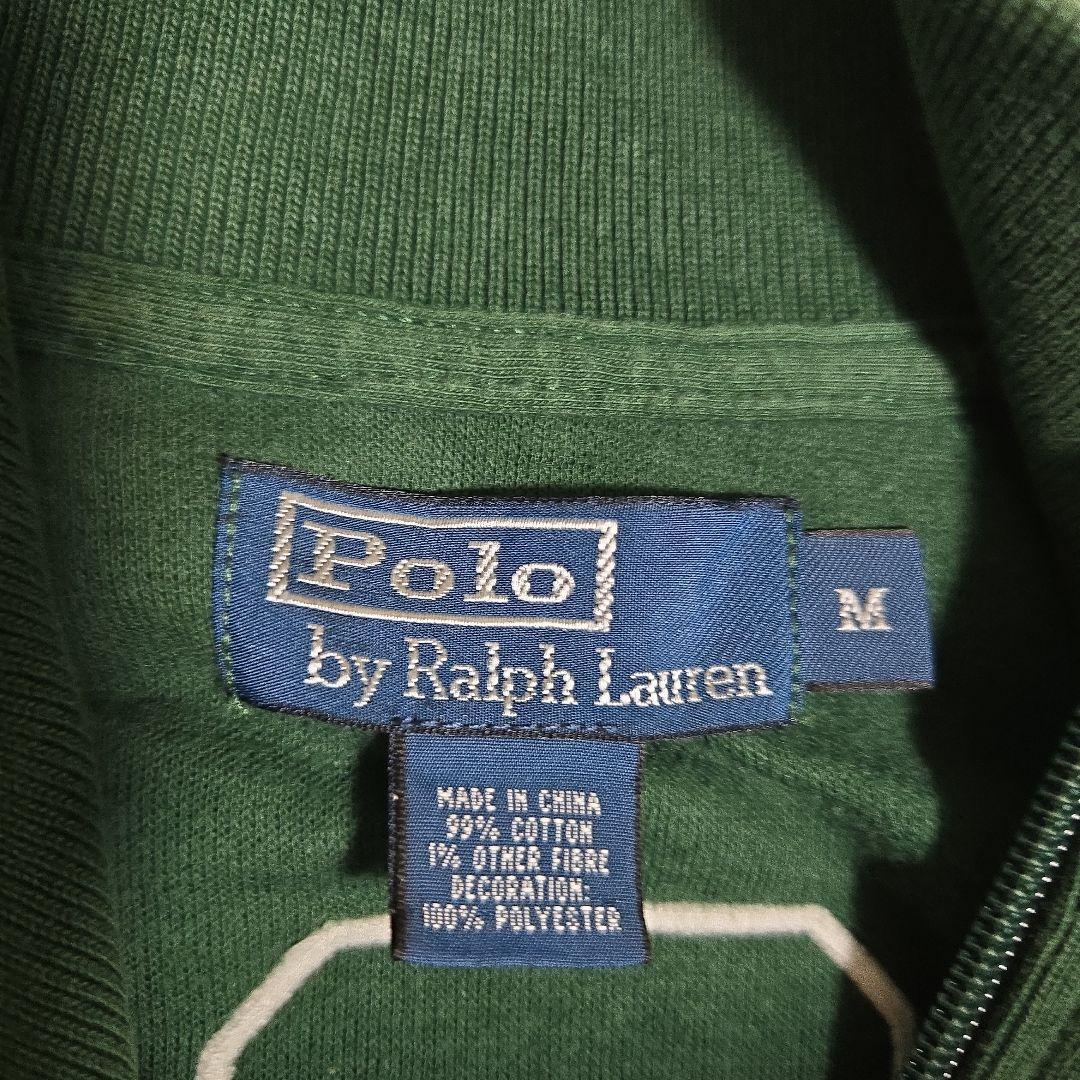 Polo
by Ralph Lauren
M
MADE IN CHINA
99% COTTON
1% OTHER FIBRE
DECORATION:
100% POLYESTER